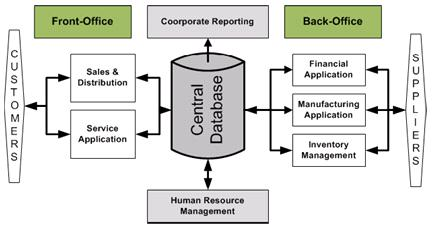 Front-Office
Coorporate Reporting
Back-Office
CUSTOMERS
Sales &
Distribution
Service
Application
Central
Database
Financial
Application
Manufacturing
Application
Inventory
Management
SUPPLIERS
Human Resource
Management